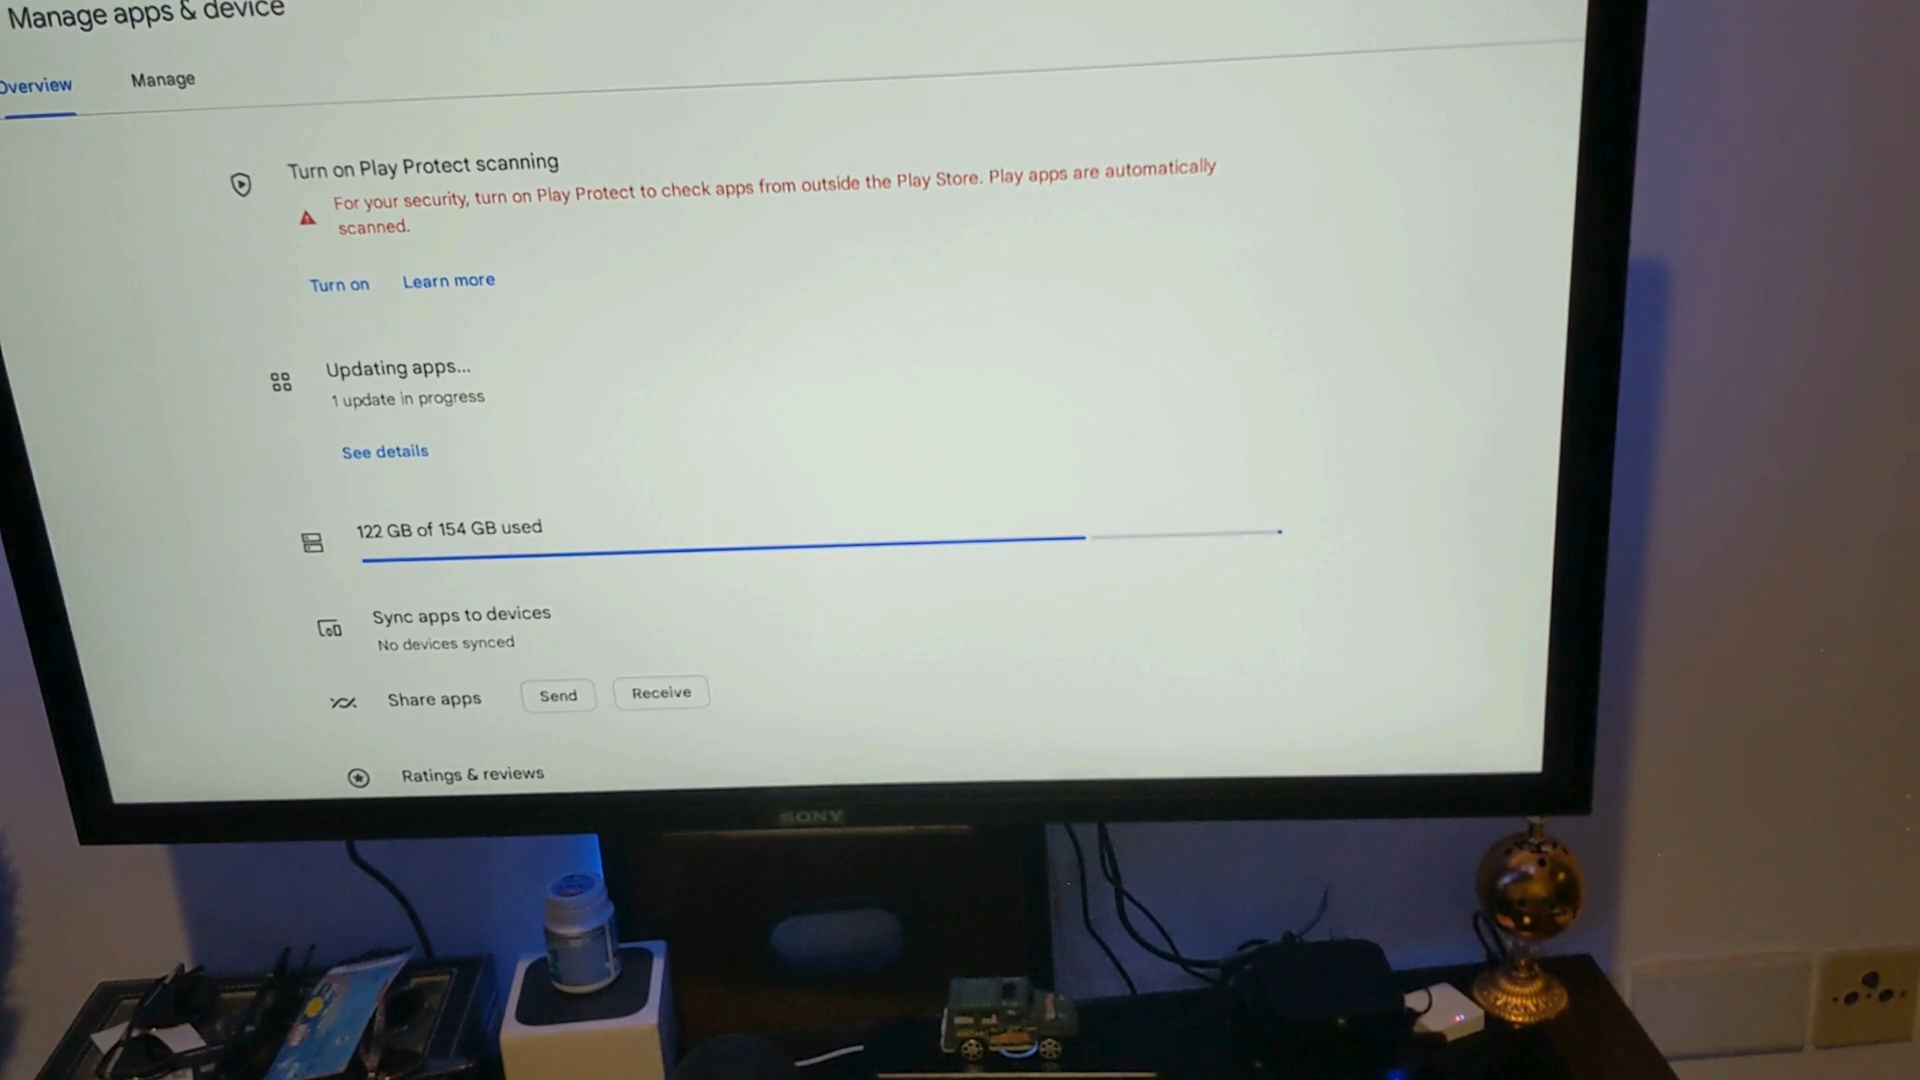 Manage apps & device
Overview
Manage
Turn on Play Protect scanning
For your security, turn on Play Protect to check apps from outside the Play Store. Play apps are automatically
scanned.
Turn on
Learn more
Updating apps...
1 update in progress
See details
122 GB of 154 GB used
Sync apps to devices
No devices synced
Share apps
Send
Receive
Ratings & reviews
SONY